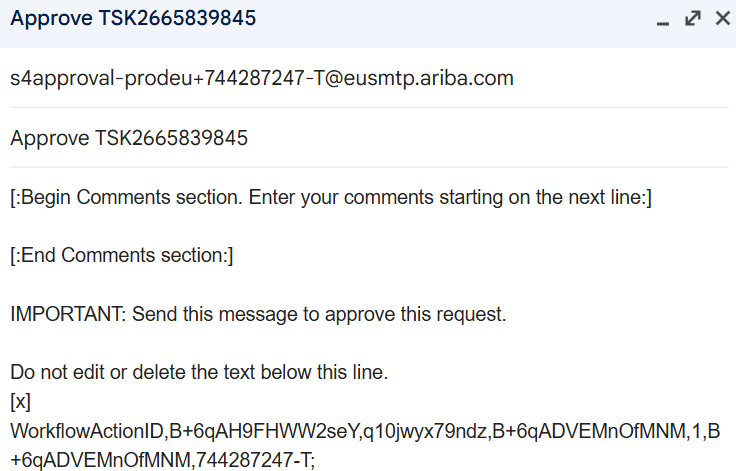 Approve TSK2665839845
s4approval-prodeu+744287247-T@eusmtp.ariba.com
Approve TSK2665839845
[:Begin Comments section. Enter your comments starting on the next line:]
[:End Comments section:]
IMPORTANT: Send this message to approve this request.
Do not edit or delete the text below this line.
[x]
WorkflowActionID,B+6qAH9FHWW2seY,q10jwyx79ndz,B+6qADVEMnOfMNM,1,B
+6qADVEMnOfMNM,744287247-T;